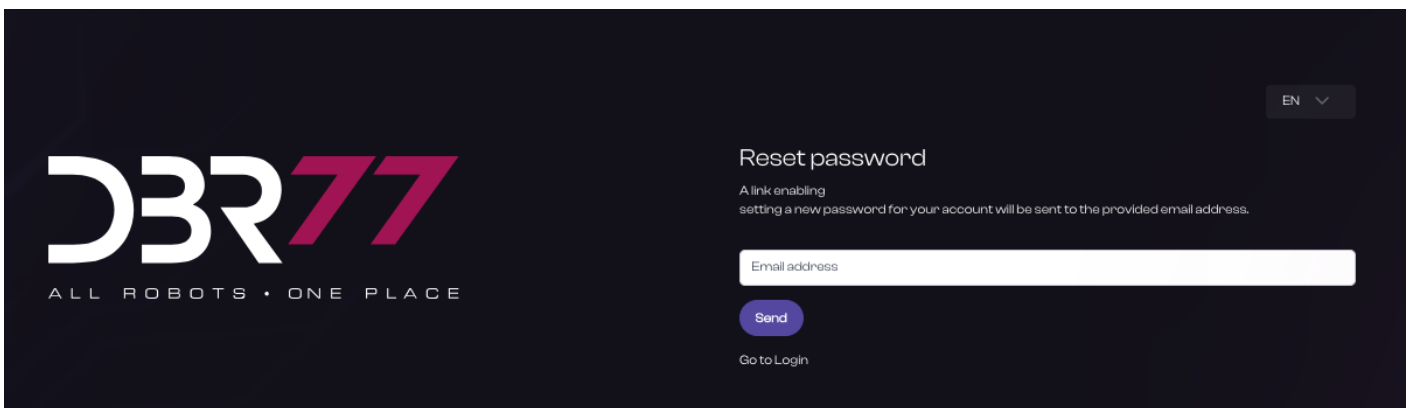 EN
DBR77
ALL ROBOTS • ONE PLACE
Reset password
A link enabling
setting a new password for your account will be sent to the provided email address.
Email address
Send
Go to Login